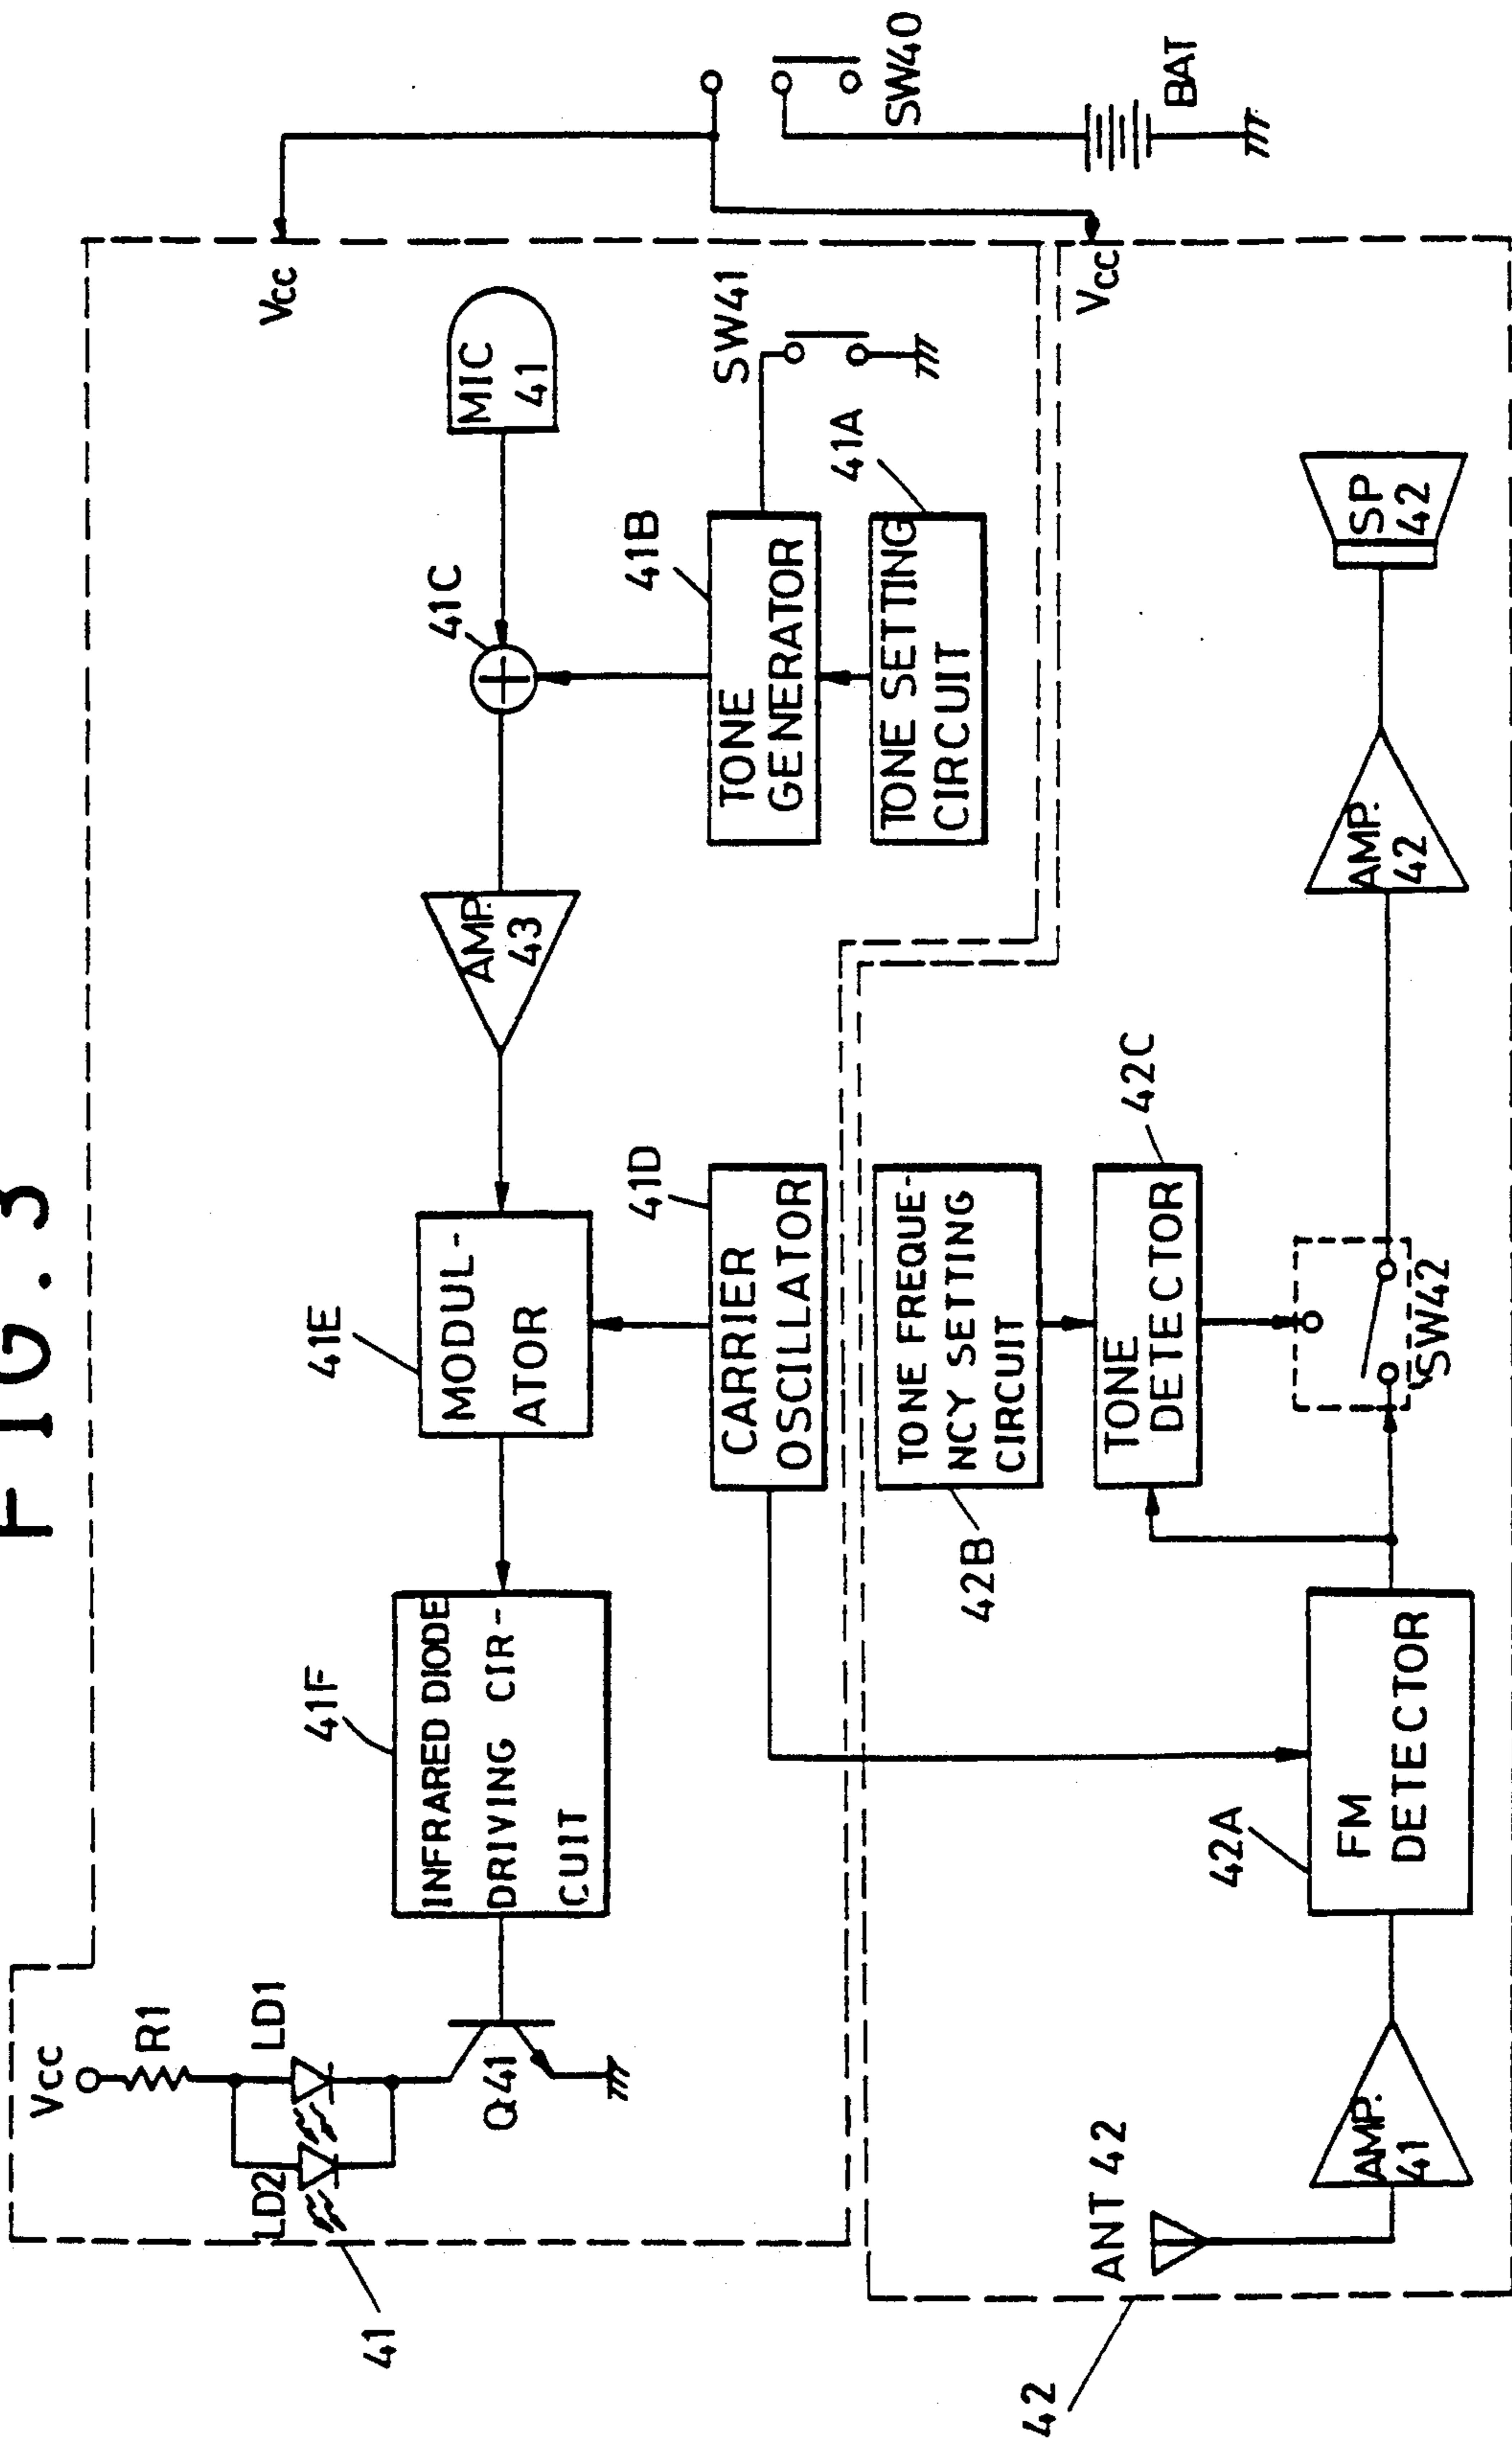 FIG. 3
Vcc
R1
LD1
LD2
Q41
41
41F
INFRARED DIODE
DRIVING CIR-
CUIT
41E
MODUL-
ATOR
41D
CARRIER
OSCILLATOR
AMP.
43
41C
MIC
41
41B
TONE
GENERATOR
41A
TONE SETTING
CIRCUIT
SW41
Vcc
Vcc
SW40
BAT
42
ANT 42
AMP.
41
42A
FM
DETECTOR
42B
TONE FREQUE-
NCY SETTING
CIRCUIT
42C
TONE
DETECTOR
SW42
AMP.
42
SP
42